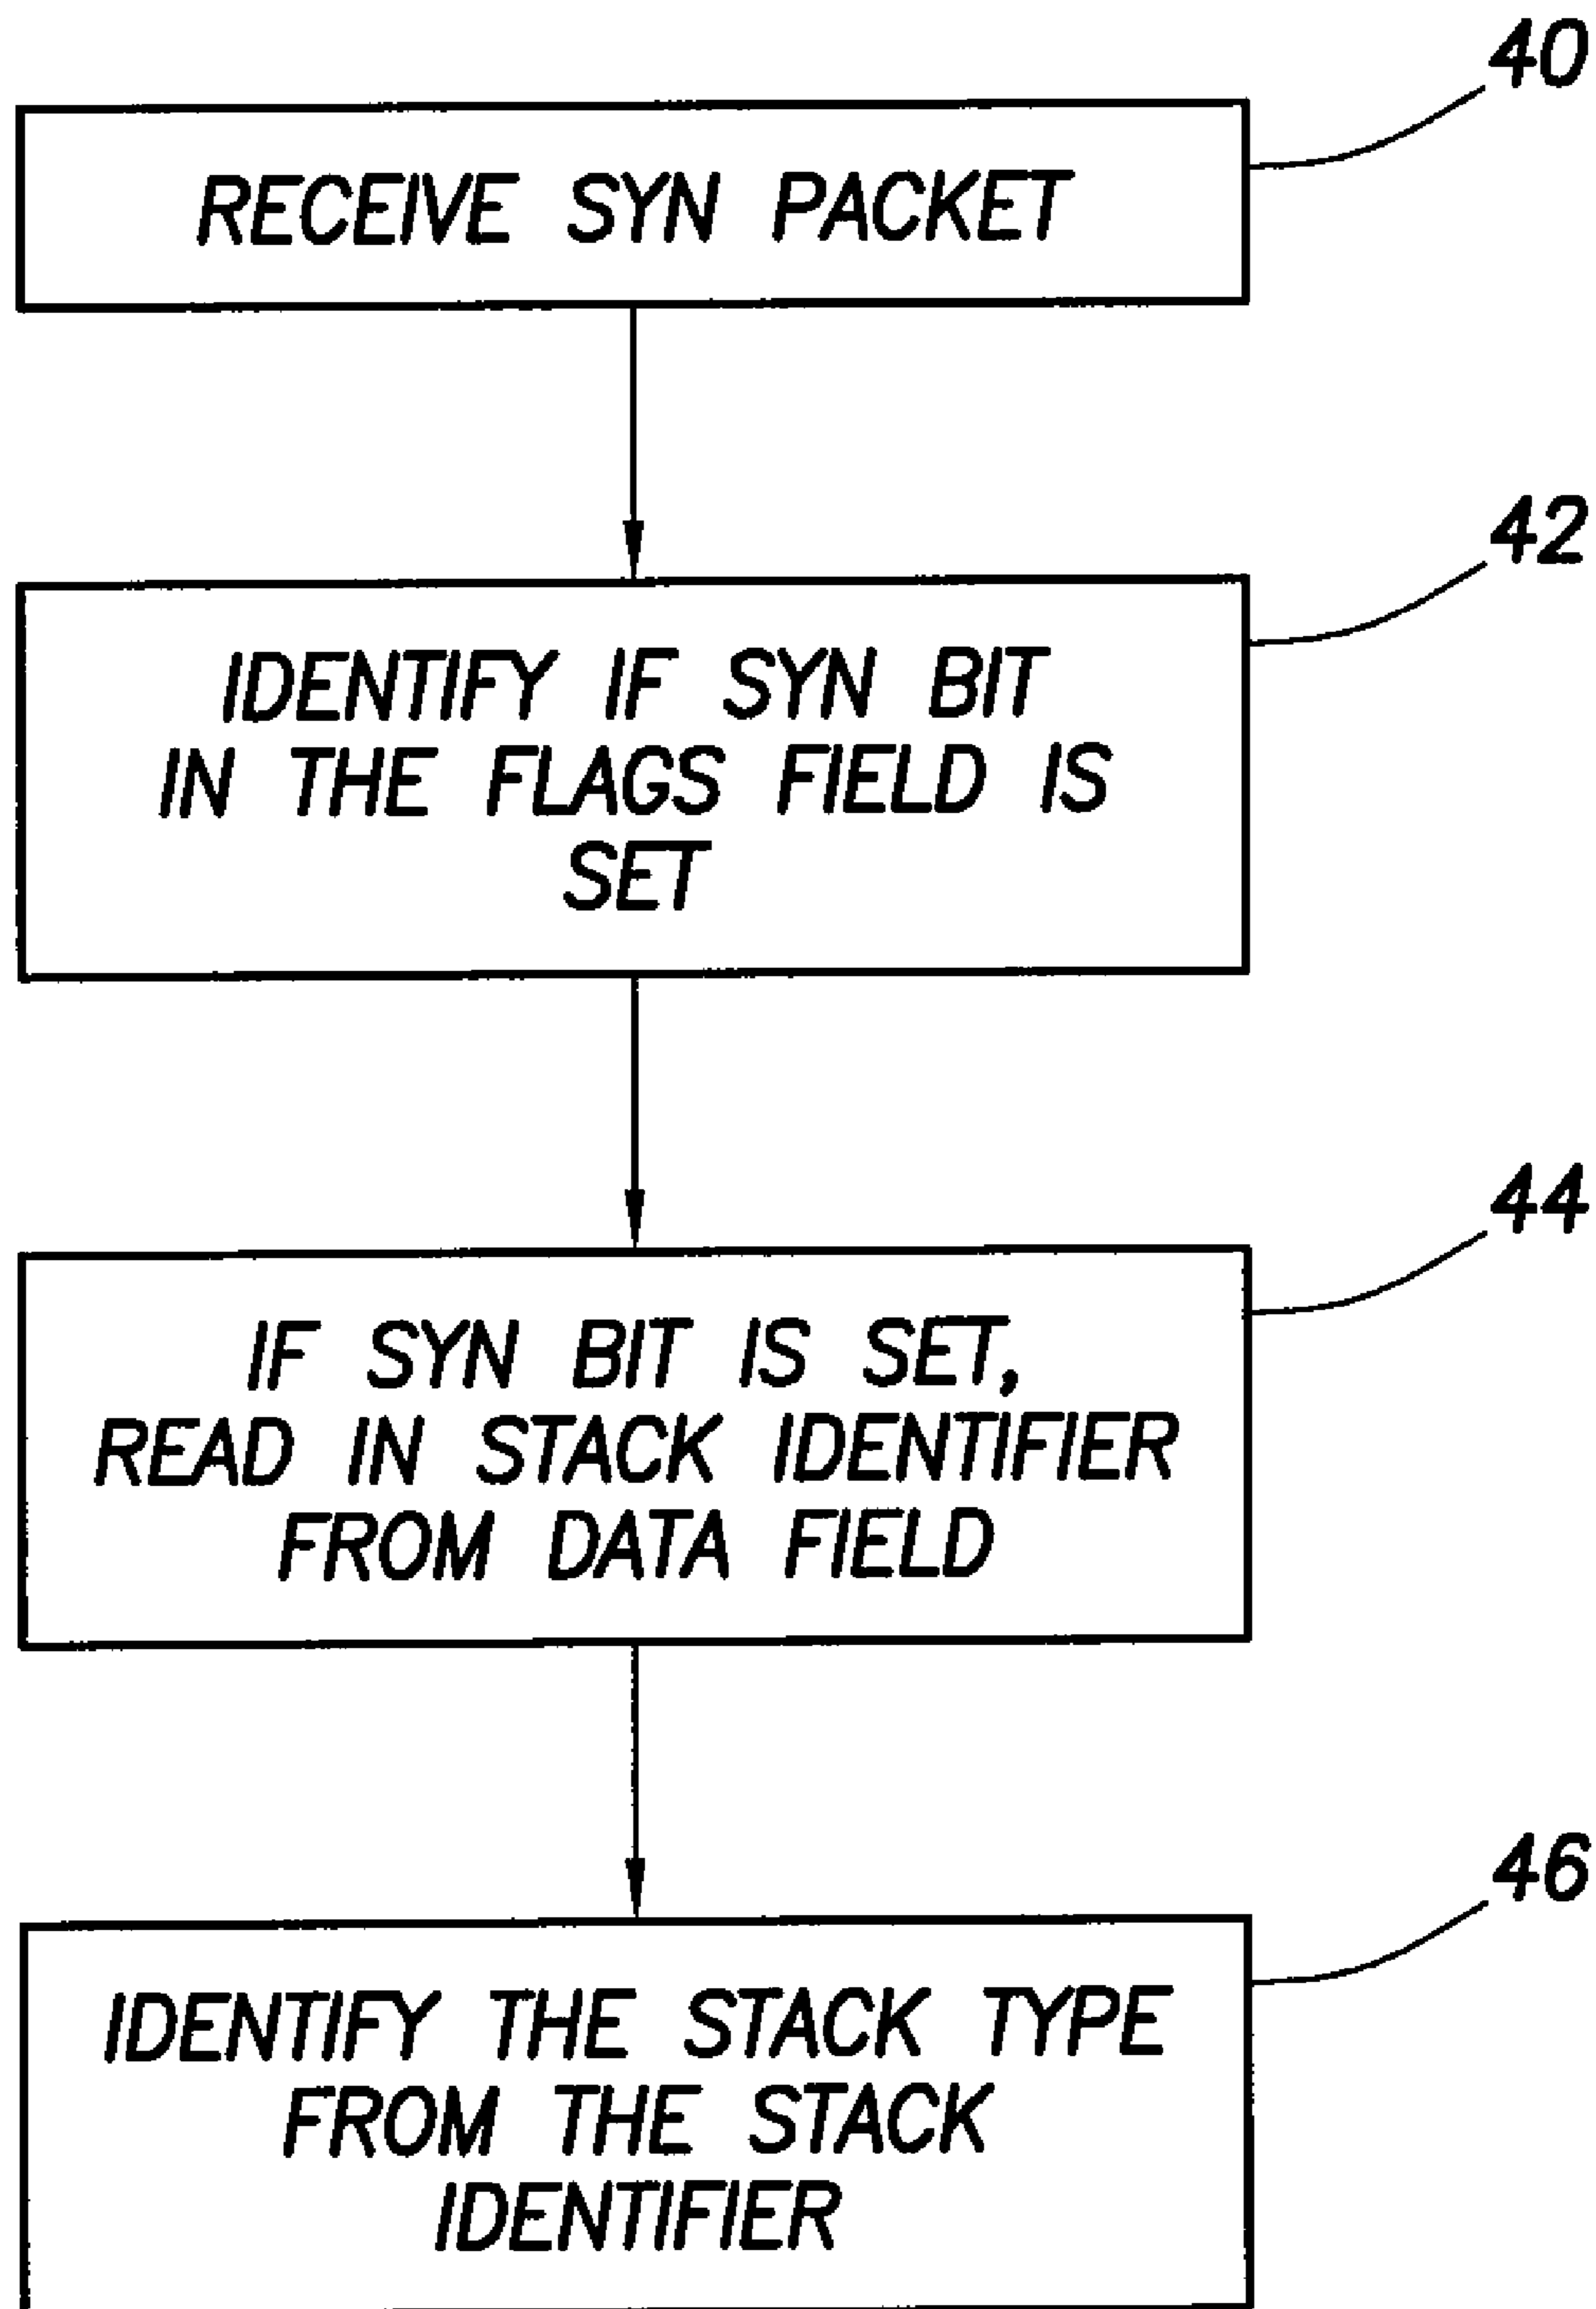 40
RECEIVE SYN PACKET
42
IDENTIFY IF SYN BIT
IN THE FLAGS FIELD IS
SET
44
IF SYN BIT IS SET,
READ IN STACK IDENTIFIER
FROM DATA FIELD
46
IDENTIFY THE STACK TYPE
FROM THE STACK
IDENTIFIER